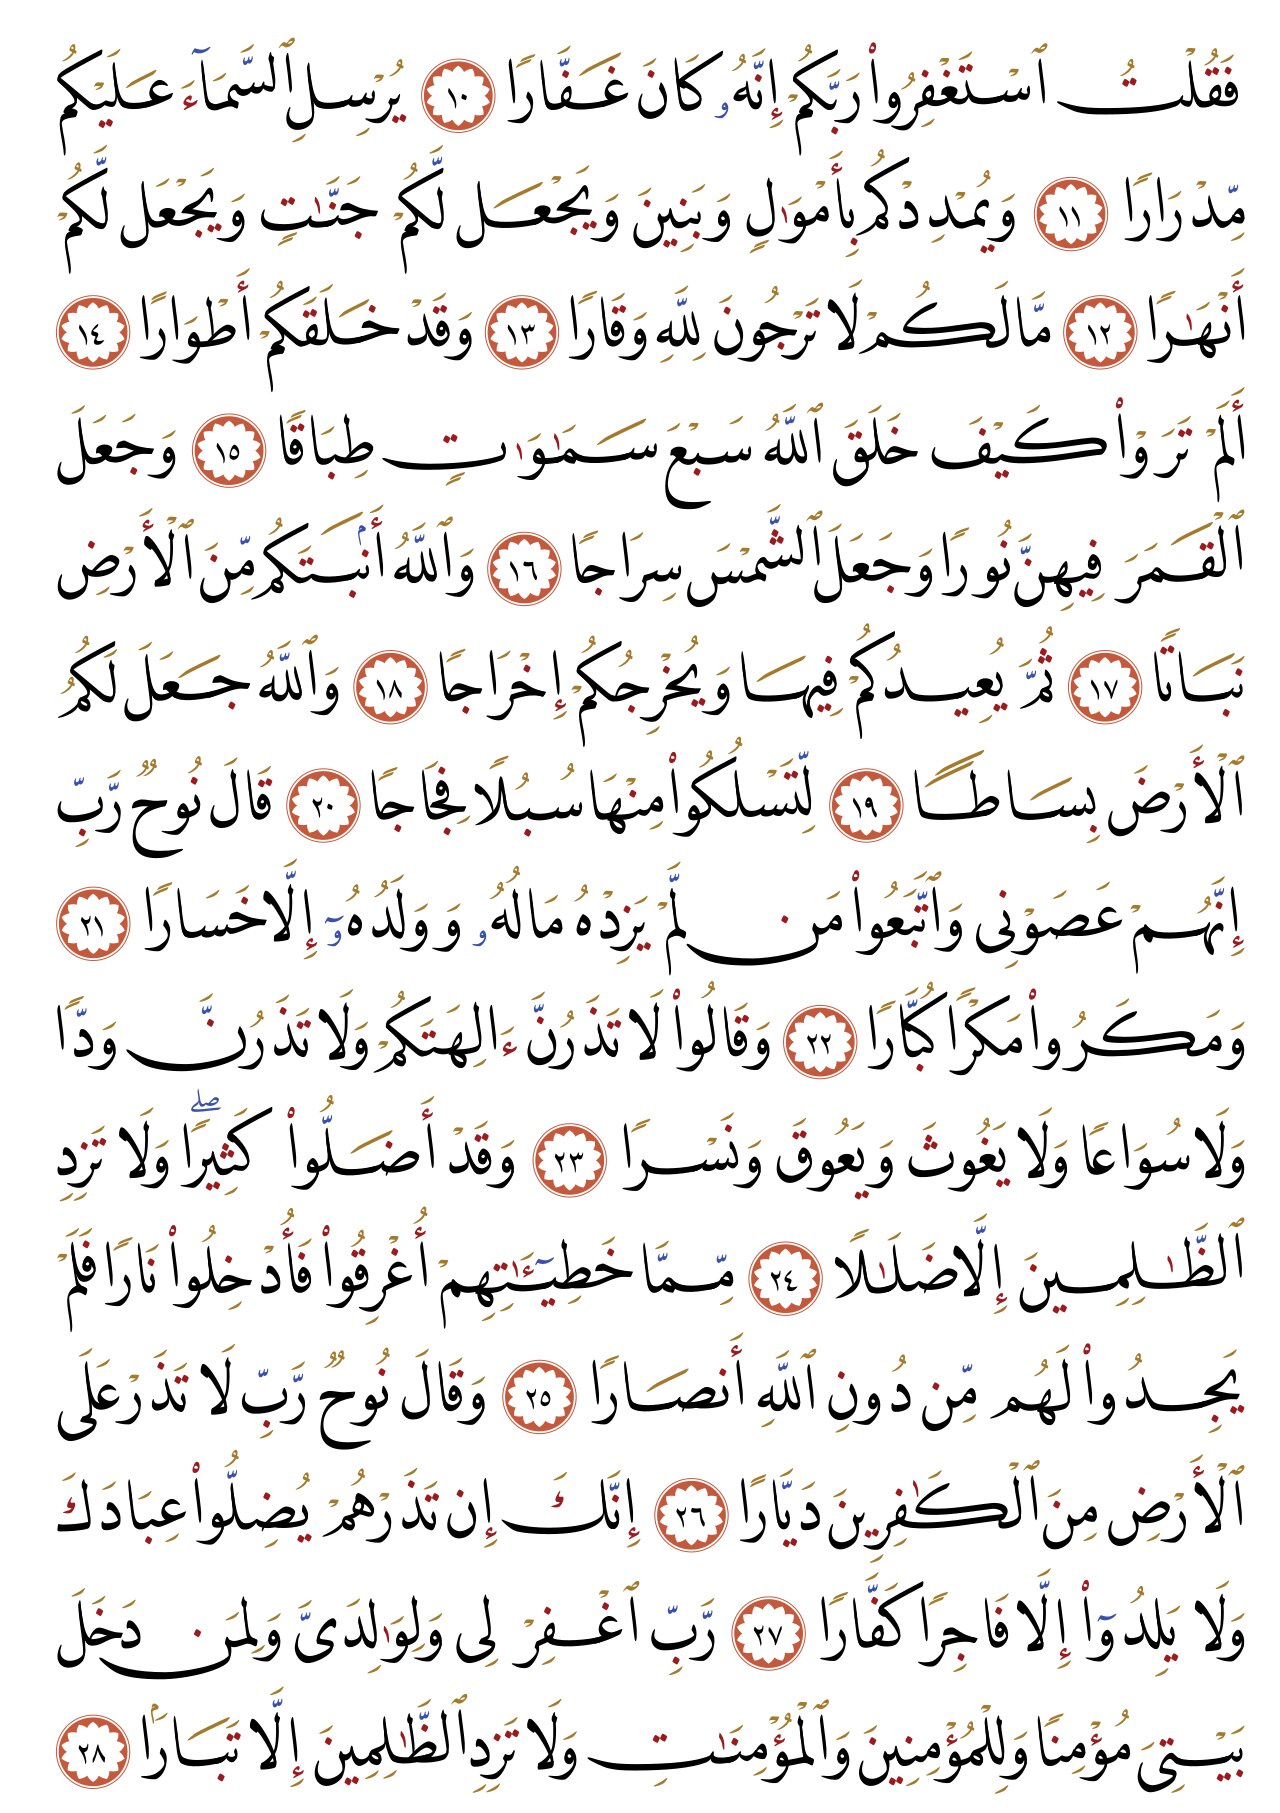 فَقُلْتُ ٱسْتَغْفِرُوا۟ رَبَّكُمْ إِنَّهُۥ كَانَ غَفَّارًا ١٠ يُرْسِلِ ٱلسَّمَآءَ عَلَيْكُم
مِّدْرَارًا ١١ وَيُمْدِدْكُم بِأَمْوَٰلٍ وَبَنِينَ وَيَجْعَل لَّكُمْ جَنَّـٰتٍ وَيَجْعَل لَّكُمْ
أَنْهَـٰرًا ١٢ مَّا لَكُمْ لَا تَرْجُونَ لِلَّهِ وَقَارًا ١٣ وَقَدْ خَلَقَكُمْ أَطْوَارًا ١٤
أَلَمْ تَرَوْا۟ كَيْفَ خَلَقَ ٱللَّهُ سَبْعَ سَمَـٰوَٰتٍ طِبَاقًا ١٥ وَجَعَلَ
ٱلْقَمَرَ فِيهِنَّ نُورًا وَجَعَلَ ٱلشَّمْسَ سِرَاجًا ١٦ وَٱللَّهُ أَنۢبَتَكُم مِّنَ ٱلْأَرْضِ
نَبَاتًا ١٧ ثُمَّ يُعِيدُكُمْ فِيهَا وَيُخْرِجُكُمْ إِخْرَاجًا ١٨ وَٱللَّهُ جَعَلَ لَكُمُ
ٱلْأَرْضَ بِسَاطًا ١٩ لِّتَسْلُكُوا۟ مِنْهَا سُبُلًا فِجَاجًا ٢٠ قَالَ نُوحٌ رَّبِّ
إِنَّهُمْ عَصَوْنِى وَٱتَّبَعُوا۟ مَن لَّمْ يَزِدْهُ مَالُهُۥ وَوَلَدُهُۥٓ إِلَّا خَسَارًا ٢١
وَمَكَرُوا۟ مَكْرًا كُبَّارًا ٢٢ وَقَالُوا۟ لَا تَذَرُنَّ ءَالِهَتَكُمْ وَلَا تَذَرُنَّ وَدًّا
وَلَا سُوَاعًا وَلَا يَغُوثَ وَيَعُوقَ وَنَسْرًا ٢٣ وَقَدْ أَضَلُّوا۟ كَثِيرًا ۖ وَلَا تَزِدِ
ٱلظَّـٰلِمِينَ إِلَّا ضَلَـٰلًا ٢٤ مِّمَّا خَطِيٓـَٔـٰتِهِمْ أُغْرِقُوا۟ فَأُدْخِلُوا۟ نَارًا فَلَمْ
يَجِدُوا۟ لَهُم مِّن دُونِ ٱللَّهِ أَنصَارًا ٢٥ وَقَالَ نُوحٌ رَّبِّ لَا تَذَرْ عَلَى
ٱلْأَرْضِ مِنَ ٱلْكَـٰفِرِينَ دَيَّارًا ٢٦ إِنَّكَ إِن تَذَرْهُمْ يُضِلُّوا۟ عِبَادَكَ
وَلَا يَلِدُوٓا۟ إِلَّا فَاجِرًا كَفَّارًا ٢٧ رَّبِّ ٱغْفِرْ لِى وَلِوَٰلِدَىَّ وَلِمَن دَخَلَ
بَيْتِىَ مُؤْمِنًا وَلِلْمُؤْمِنِينَ وَٱلْمُؤْمِنَـٰتِ وَلَا تَزِدِ ٱلظَّـٰلِمِينَ إِلَّا تَبَارًۢا ٢٨